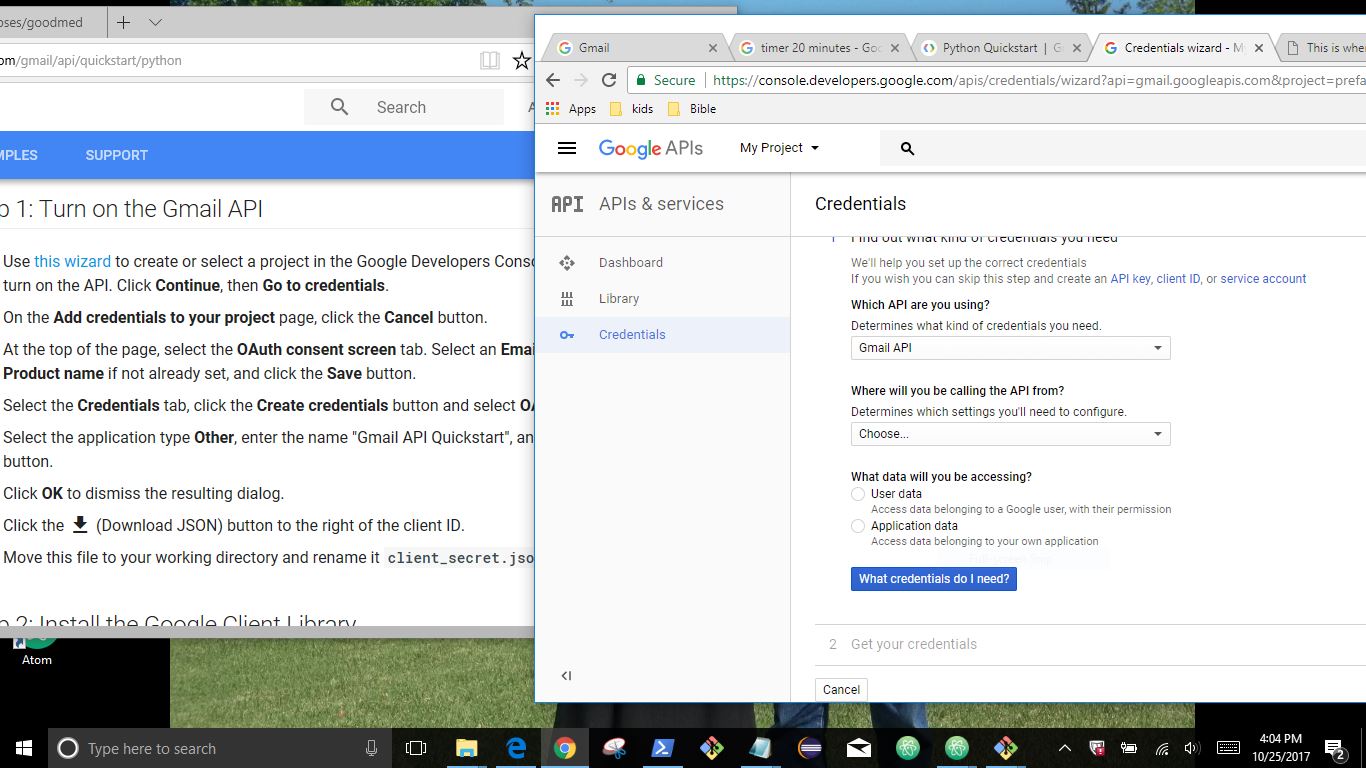 oses/goodmed
om/gmail/api/quickstart/python
Search
MPLES SUPPORT
p 1: Turn on the Gmail API
Use this wizard to create or select a project in the Google Developers Conso
turn on the API. Click Continue, then Go to credentials.
On the Add credentials to your project page, click the Cancel button.
At the top of the page, select the OAuth consent screen tab. Select an Emai
Product name if not already set, and click the Save button.
Select the Credentials tab, click the Create credentials button and select OA
Select the application type Other, enter the name "Gmail API Quickstart", an
button.
Click OK to dismiss the resulting dialog.
Click the (Download JSON) button to the right of the client ID.
Move this file to your working directory and rename it client_secret.jso
p 2: Install the Google Client Library
Atom
Gmail
timer 20 minutes - Goo
Python Quickstart | G
Credentials wizard - M
This is whe
Secure https://console.developers.google.com/apis/credentials/wizard?api=gmail.googleapis.com&project=prefa
Apps kids Bible
Google APIs My Project
API APIs & services
Dashboard
Library
Credentials
Credentials
1 Find out what kind of credentials you need
We'll help you set up the correct credentials
If you wish you can skip this step and create an API key, client ID, or service account
Which API are you using?
Determines what kind of credentials you need.
Gmail API
Where will you be calling the API from?
Determines which settings you'll need to configure.
Choose...
What data will you be accessing?
User data
Access data belonging to a Google user, with their permission
Application data
Access data belonging to your own application
What credentials do I need?
2 Get your credentials
Cancel
Type here to search
4:04 PM
10/25/2017
2